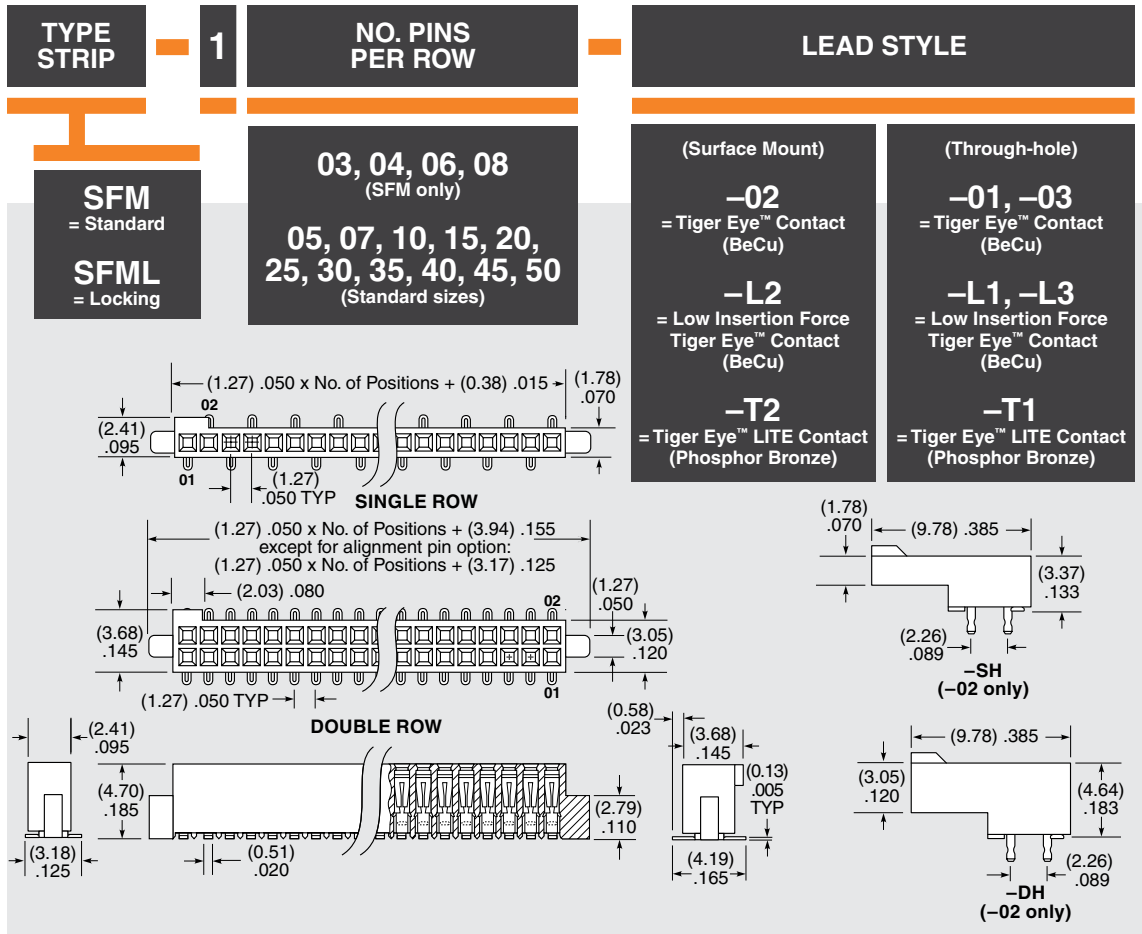 TYPE
STRIP
1
NO. PINS
PER ROW
LEAD STYLE
SFM
= Standard
SFML
= Locking
03, 04, 06, 08
(SFM only)
05, 07, 10, 15, 20,
25, 30, 35, 40, 45, 50
(Standard sizes)
(Surface Mount)
–02
= Tiger Eye™ Contact
(BeCu)
–L2
= Low Insertion Force
Tiger Eye™ Contact
(BeCu)
–T2
= Tiger Eye™ LITE Contact
(Phosphor Bronze)
(Through-hole)
–01, –03
= Tiger Eye™ Contact
(BeCu)
–L1, –L3
= Low Insertion Force
Tiger Eye™ Contact
(BeCu)
–T1
= Tiger Eye™ LITE Contact
(Phosphor Bronze)
(1.27) .050 x No. of Positions + (0.38) .015
(1.78)
.070
02
(2.41)
.095
01
(1.27)
.050 TYP
SINGLE ROW
(1.27) .050 x No. of Positions + (3.94) .155
except for alignment pin option:
(1.27) .050 x No. of Positions + (3.17) .125
(2.03) .080
(1.27)
.050
02
(3.68)
.145
(3.05)
.120
01
(1.27) .050 TYP
DOUBLE ROW
(1.78)
.070
(9.78) .385
(3.37)
.133
(2.26)
.089
–SH
(–02 only)
(2.41)
.095
(3.18)
.125
(4.70)
.185
(0.51)
.020
(2.79)
.110
(0.58)
.023
(3.68)
.145
(0.13)
.005
TYP
(4.19)
.165
(9.78) .385
(3.05)
.120
(4.64)
.183
(2.26)
.089
–DH
(–02 only)